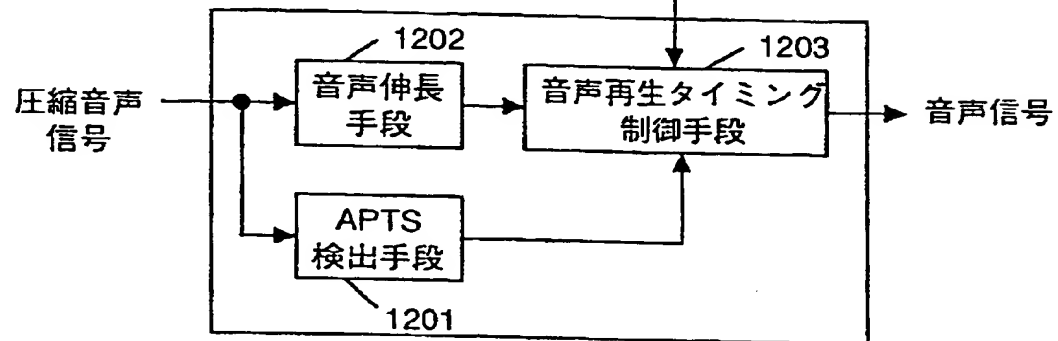 1202
1203
圧縮音声
信号
音声伸長
手段
音声再生タイミング
制御手段
音声信号
APTS
検出手段
1201